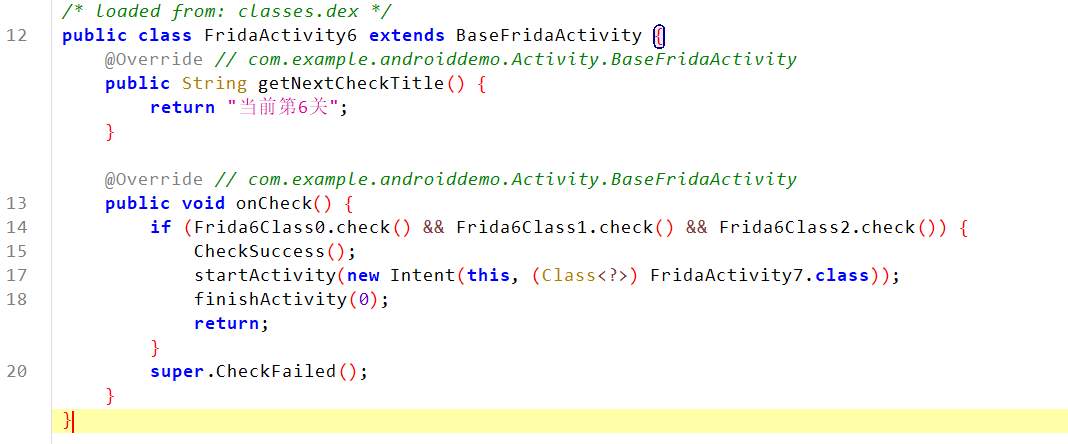 /* loaded from: classes.dex */
12 public class FridaActivity6 extends BaseFridaActivity {
@Override // com.example.androiddemo.Activity.BaseFridaActivity
public String getNextCheckTitle() {
return "当前第6关";
}
@Override // com.example.androiddemo.Activity.BaseFridaActivity
13 public void onCheck() {
14 if (Frida6Class0.check() && Frida6Class1.check() && Frida6Class2.check()) {
15 CheckSuccess();
17 startActivity(new Intent(this, (Class<?>) FridaActivity7.class));
18 finishActivity(0);
return;
}
20 super.CheckFailed();
}
}